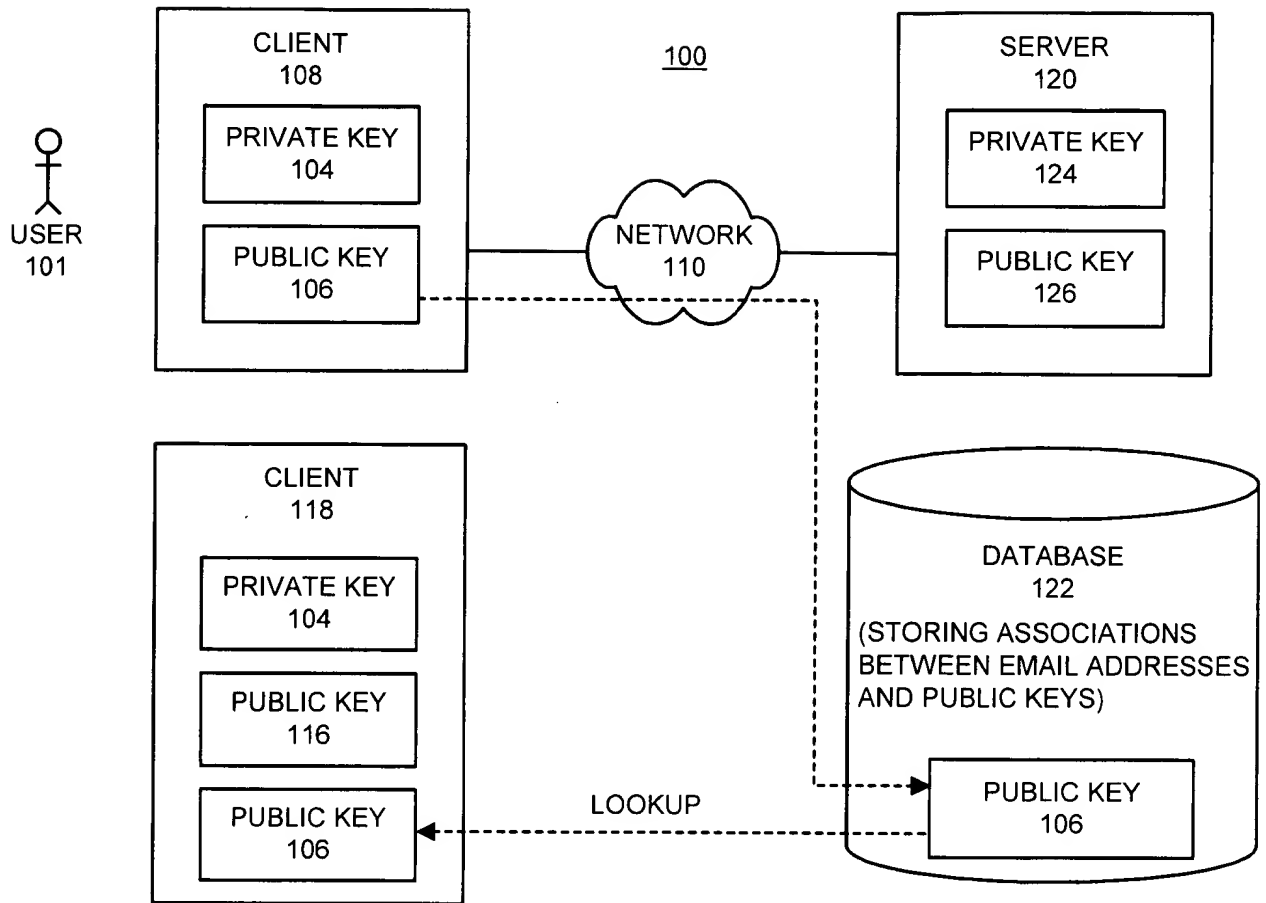 CLIENT
108
PRIVATE KEY
104
PUBLIC KEY
106
USER
101
100
NETWORK
110
SERVER
120
PRIVATE KEY
124
PUBLIC KEY
126
CLIENT
118
PRIVATE KEY
104
PUBLIC KEY
116
PUBLIC KEY
106
LOOKUP
DATABASE
122
(STORING ASSOCIATIONS
BETWEEN EMAIL ADDRESSES
AND PUBLIC KEYS)
PUBLIC KEY
106